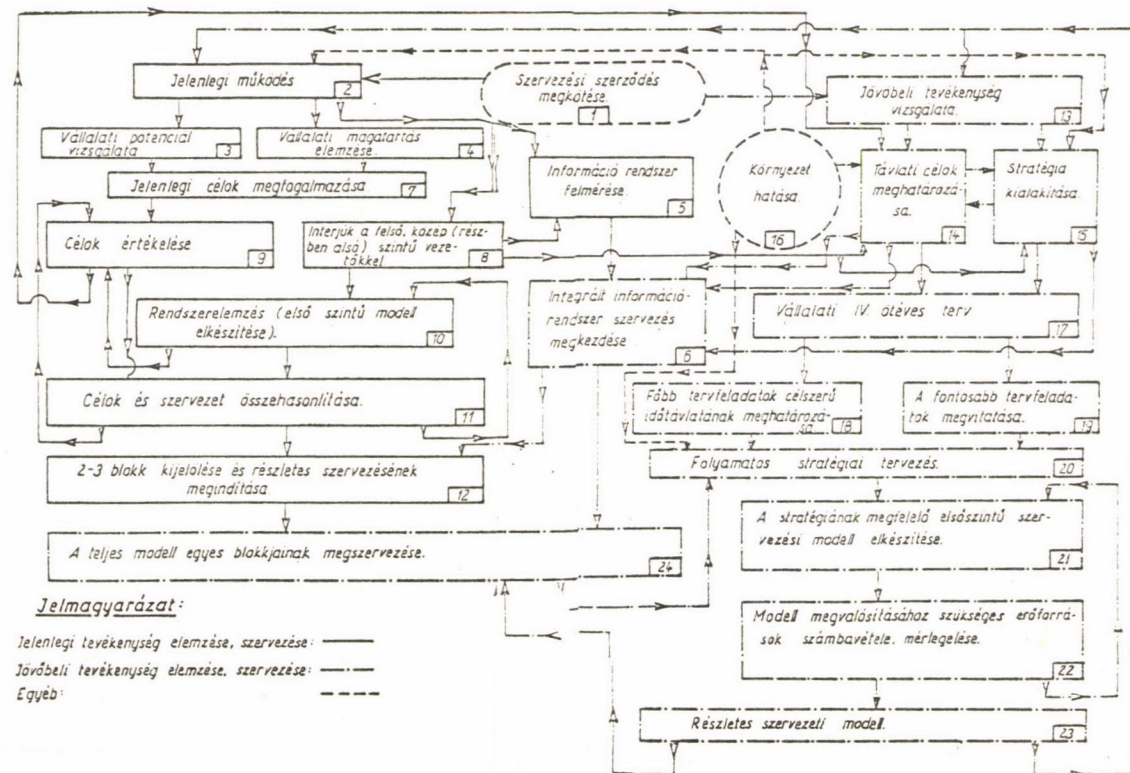 Jelenlegi működés
2
Szervezési szerződés
megkötése.
1
Jövőbeli tevékenység
vizsgálata.
13
Vállalati potenciál
vizsgálata
3
Vállalati magatartás
elemzése.
4
Jelenlegi célok megfogalmazása.
7
Információ rendszer
felmérése.
5
Környezet
hatása.
16
Távlati célok
meghatározá-
sa.
14
Stratégia
kialakítása.
15
Célok értékelése
9
Interjúk a felső, közép (rész-
ben alsó) szintű veze-
tőkkel
8
Rendszerelemzés (első szintű modell
elkészítése).
10
Integrált információ-
rendszer szervezés
megkezdése
6
Vállalati IV. ötéves terv
17
Célok és szervezet összehasonlítása.
11
Főbb tervfeladatok célszerű
időtávlatának meghatározá-
sa.
18
A fontosabb tervfelada-
tok megvitatása.
19
2-3 blokk kijelölése és részletes szervezésének
megindítása.
12
Folyamatos stratégiai tervezés.
20
A stratégiának megfelelő elsőszintű szer-
vezési modell elkészítése.
21
A teljes modell egyes blokkjainak megszervezése.
24
Modell megvalósításához szükséges erőforrá-
sok számbavétele, mérlegelése.
22
Részletes szervezeti modell.
23
Jelmagyarázat:
Jelenlegi tevékenység elemzése, szervezése:
Jövőbeli tevékenység elemzése, szervezése:
Egyéb: